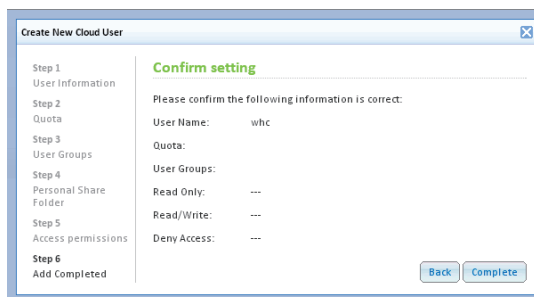 Create New Cloud User
Step 1
User Information
Step 2
Quota
Step 3
User Groups
Step 4
Personal Share
Folder
Step 5
Access permissions
Step 6
Add Completed
Confirm setting
Please confirm the following information is correct:
User Name: whc
Quota:
User Groups:
Read Only: ---
Read/Write: ---
Deny Access: ---
Back Complete